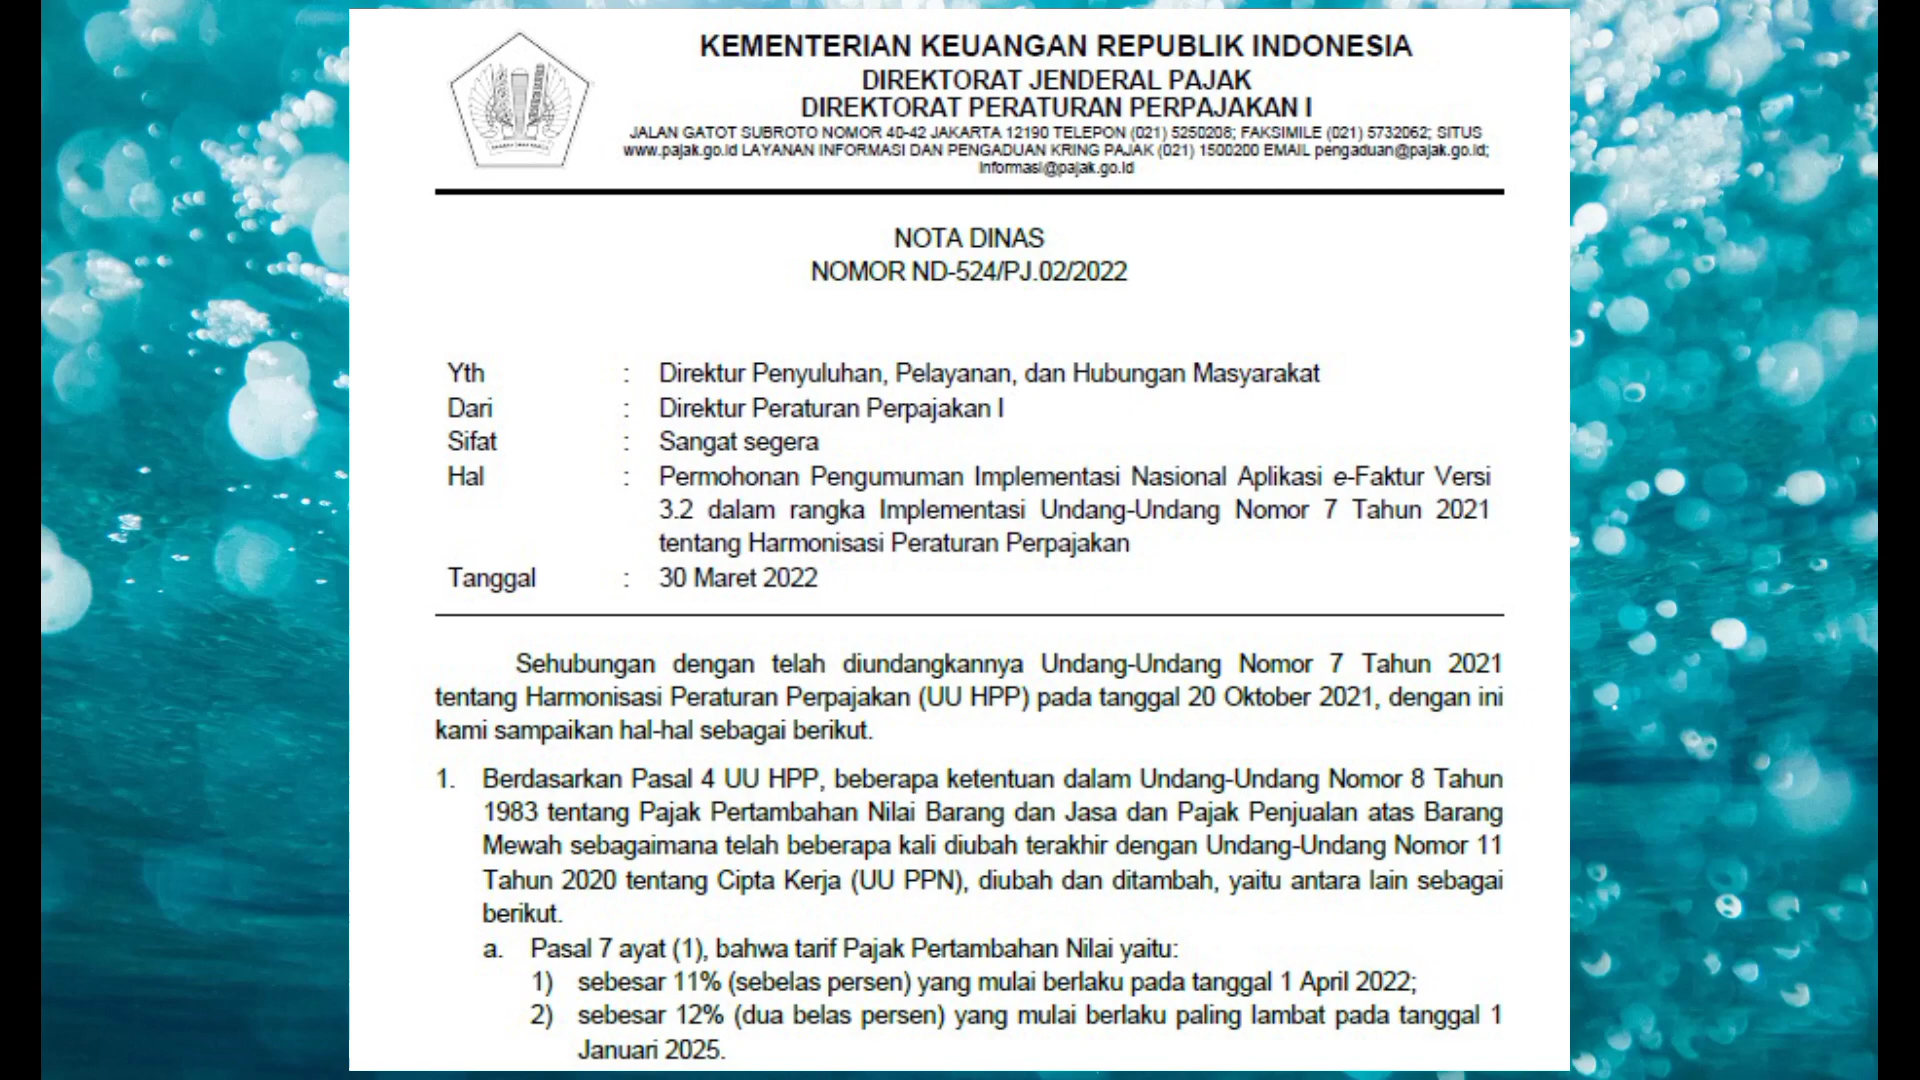 KEMENTERIAN KEUANGAN REPUBLIK INDONESIA
DIREKTORAT JENDERAL PAJAK
DIREKTORAT PERATURAN PERPAJAKAN I
JALAN GATOT SUBROTO NOMOR 40-42 JAKARTA 12190 TELEPON (021) 5250208; FAKSIMILE (021) 5732062; SITUS
www.pajak.go.id LAYANAN INFORMASI DAN PENGADUAN KRING PAJAK (021) 1500200 EMAIL pengaduan@pajak.go.id;
informasi@pajak.go.id
NOTA DINAS
NOMOR ND-524/PJ.02/2022
Yth : Direktur Penyuluhan, Pelayanan, dan Hubungan Masyarakat
Dari : Direktur Peraturan Perpajakan I
Sifat : Sangat segera
Hal : Permohonan Pengumuman Implementasi Nasional Aplikasi e-Faktur Versi
3.2 dalam rangka Implementasi Undang-Undang Nomor 7 Tahun 2021
tentang Harmonisasi Peraturan Perpajakan
Tanggal : 30 Maret 2022
Sehubungan dengan telah diundangkannya Undang-Undang Nomor 7 Tahun 2021
tentang Harmonisasi Peraturan Perpajakan (UU HPP) pada tanggal 20 Oktober 2021, dengan ini
kami sampaikan hal-hal sebagai berikut.
1. Berdasarkan Pasal 4 UU HPP, beberapa ketentuan dalam Undang-Undang Nomor 8 Tahun
1983 tentang Pajak Pertambahan Nilai Barang dan Jasa dan Pajak Penjualan atas Barang
Mewah sebagaimana telah beberapa kali diubah terakhir dengan Undang-Undang Nomor 11
Tahun 2020 tentang Cipta Kerja (UU PPN), diubah dan ditambah, yaitu antara lain sebagai
berikut.
a. Pasal 7 ayat (1), bahwa tarif Pajak Pertambahan Nilai yaitu:
1) sebesar 11% (sebelas persen) yang mulai berlaku pada tanggal 1 April 2022;
2) sebesar 12% (dua belas persen) yang mulai berlaku paling lambat pada tanggal 1
Januari 2025.